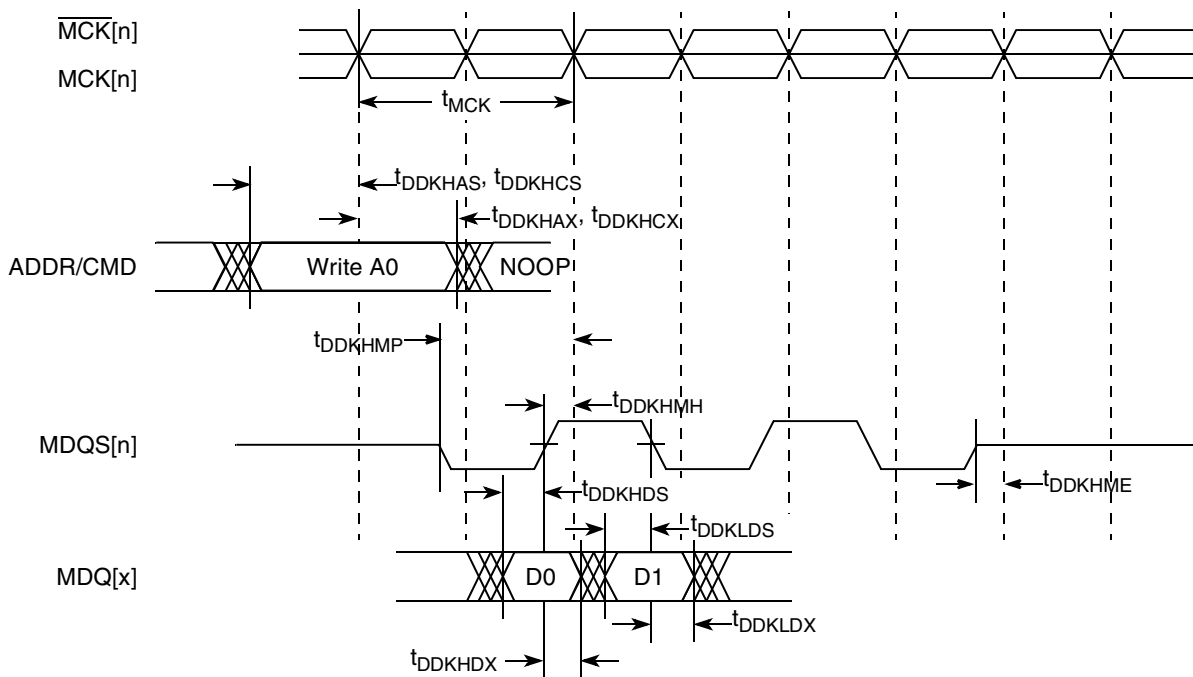 MCK[n]
MCK[n]
tMCK
tDDKHAS, tDDKHCS
tDDKHAX, tDDKHCX
ADDR/CMD
Write A0
NOOP
tDDKHMP
tDDKHMH
MDQS[n]
tDDKHME
tDDKHDS
tDDKLDS
MDQ[x]
D0
D1
tDDKLDX
tDDKHDX